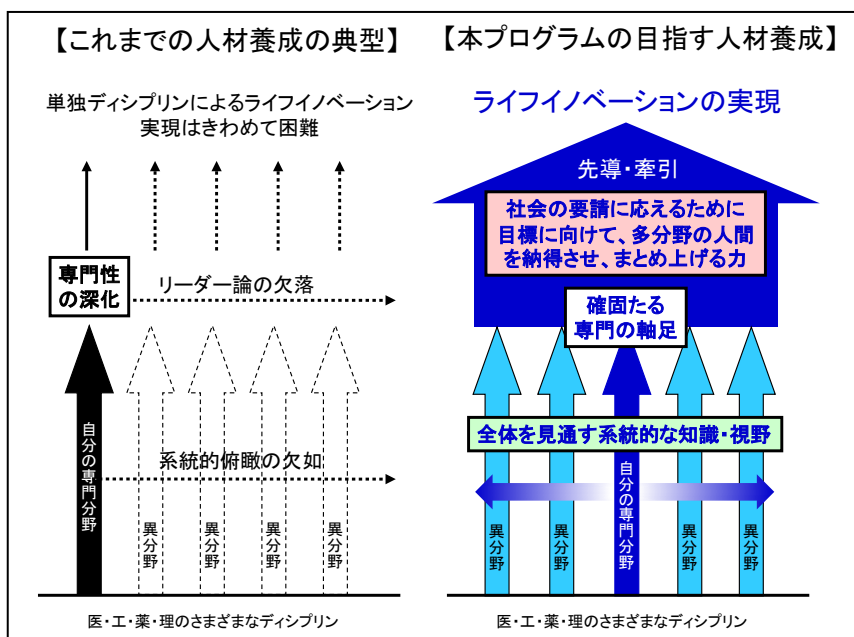 【これまでの人材養成の典型】
単独ディシプリンによるライフイノベーション
実現はきわめて困難
専門性
の深化
リーダー論の欠落
系統的俯瞰の欠如
自分の専門分野
異分野
異分野
異分野
異分野
医・工・薬・理のさまざまなディシプリン
【本プログラムの目指す人材養成】
ライフイノベーションの実現
先導・牽引
社会の要請に応えるために
目標に向けて、多分野の人間
を納得させ、まとめ上げる力
確固たる
専門の軸足
全体を見通す系統的な知識・視野
異分野
異分野
自分の専門分野
異分野
異分野
医・工・薬・理のさまざまなディシプリン